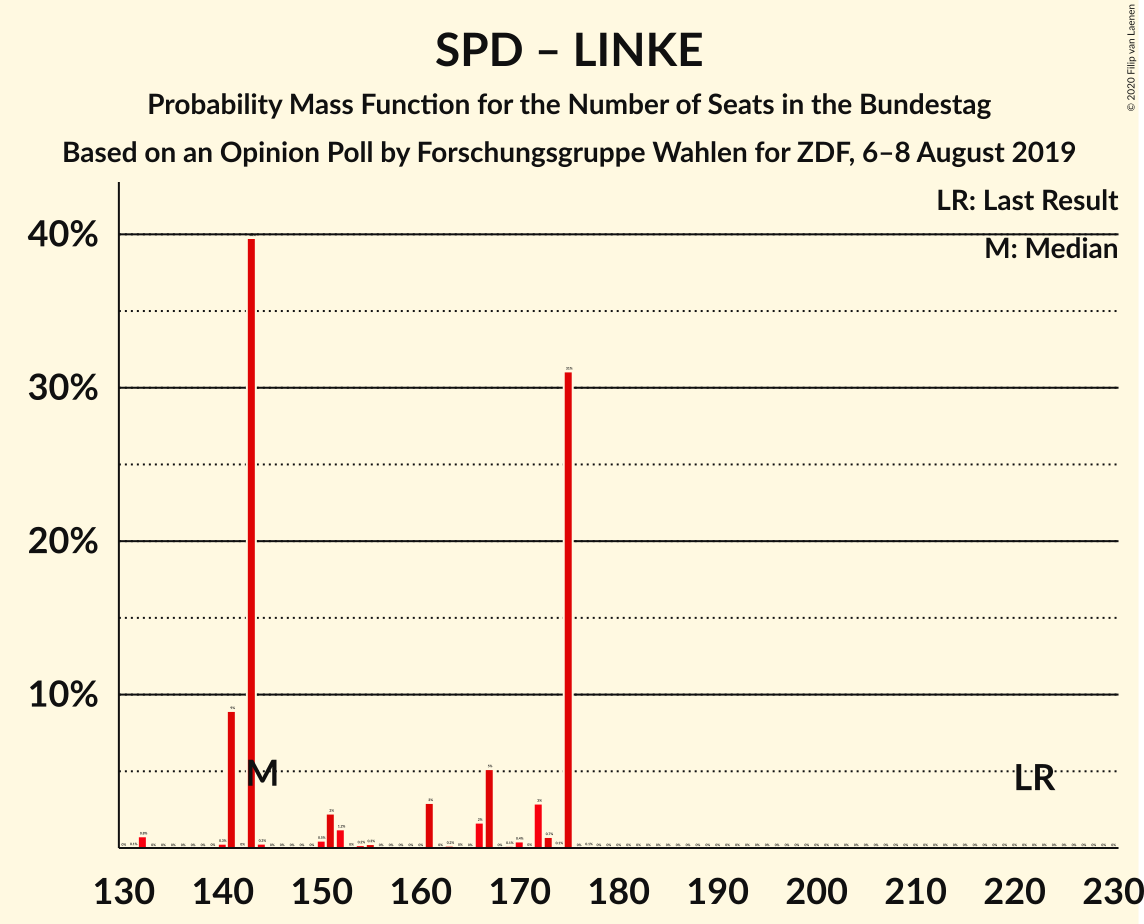 SPD – LINKE
Probability Mass Function for the Number of Seats in the Bundestag
Based on an Opinion Poll by Forschungsgruppe Wahlen for ZDF, 6–8 August 2019
© 2020 Filip van Laenen
LR: Last Result
M: Median
40%
30%
20%
10%
M
LR
130 140 150 160 170 180 190 200 210 220 230